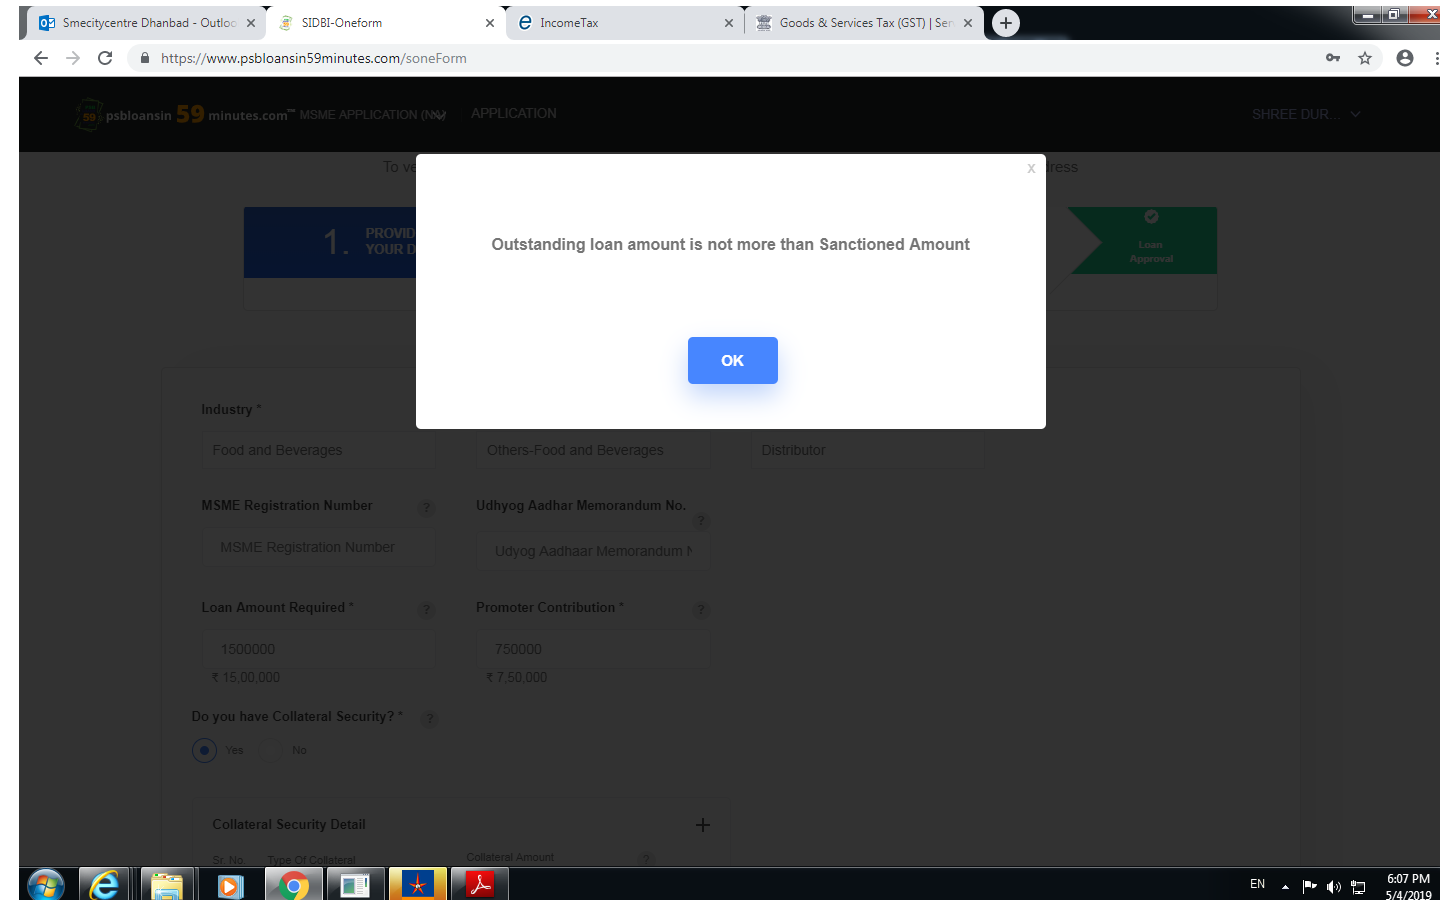 Smecitycentre Dhanbad - Outloo
SIDBI-Oneform
IncomeTax
Goods & Services Tax (GST) | Ser
https://www.psbloansin59minutes.com/soneForm
59 psbloansin 59 minutes.com™ MSME APPLICATION (NA) APPLICATION SHREE DUR...
To ve
dress
1. PROVID
YOUR D
Loan
Approval
x
Outstanding loan amount is not more than Sanctioned Amount
OK
Industry *
Food and Beverages Others-Food and Beverages Distributor
MSME Registration Number ? Udhyog Aadhar Memorandum No. ?
MSME Registration Number Udyog Aadhaar Memorandum N
Loan Amount Required * ? Promoter Contribution * ?
1500000 750000
₹ 15,00,000 ₹ 7,50,000
Do you have Collateral Security? * ?
Yes No
Collateral Security Detail +
Sr. No. Type Of Collateral Collateral Amount ?
EN 6:07 PM
5/4/2019